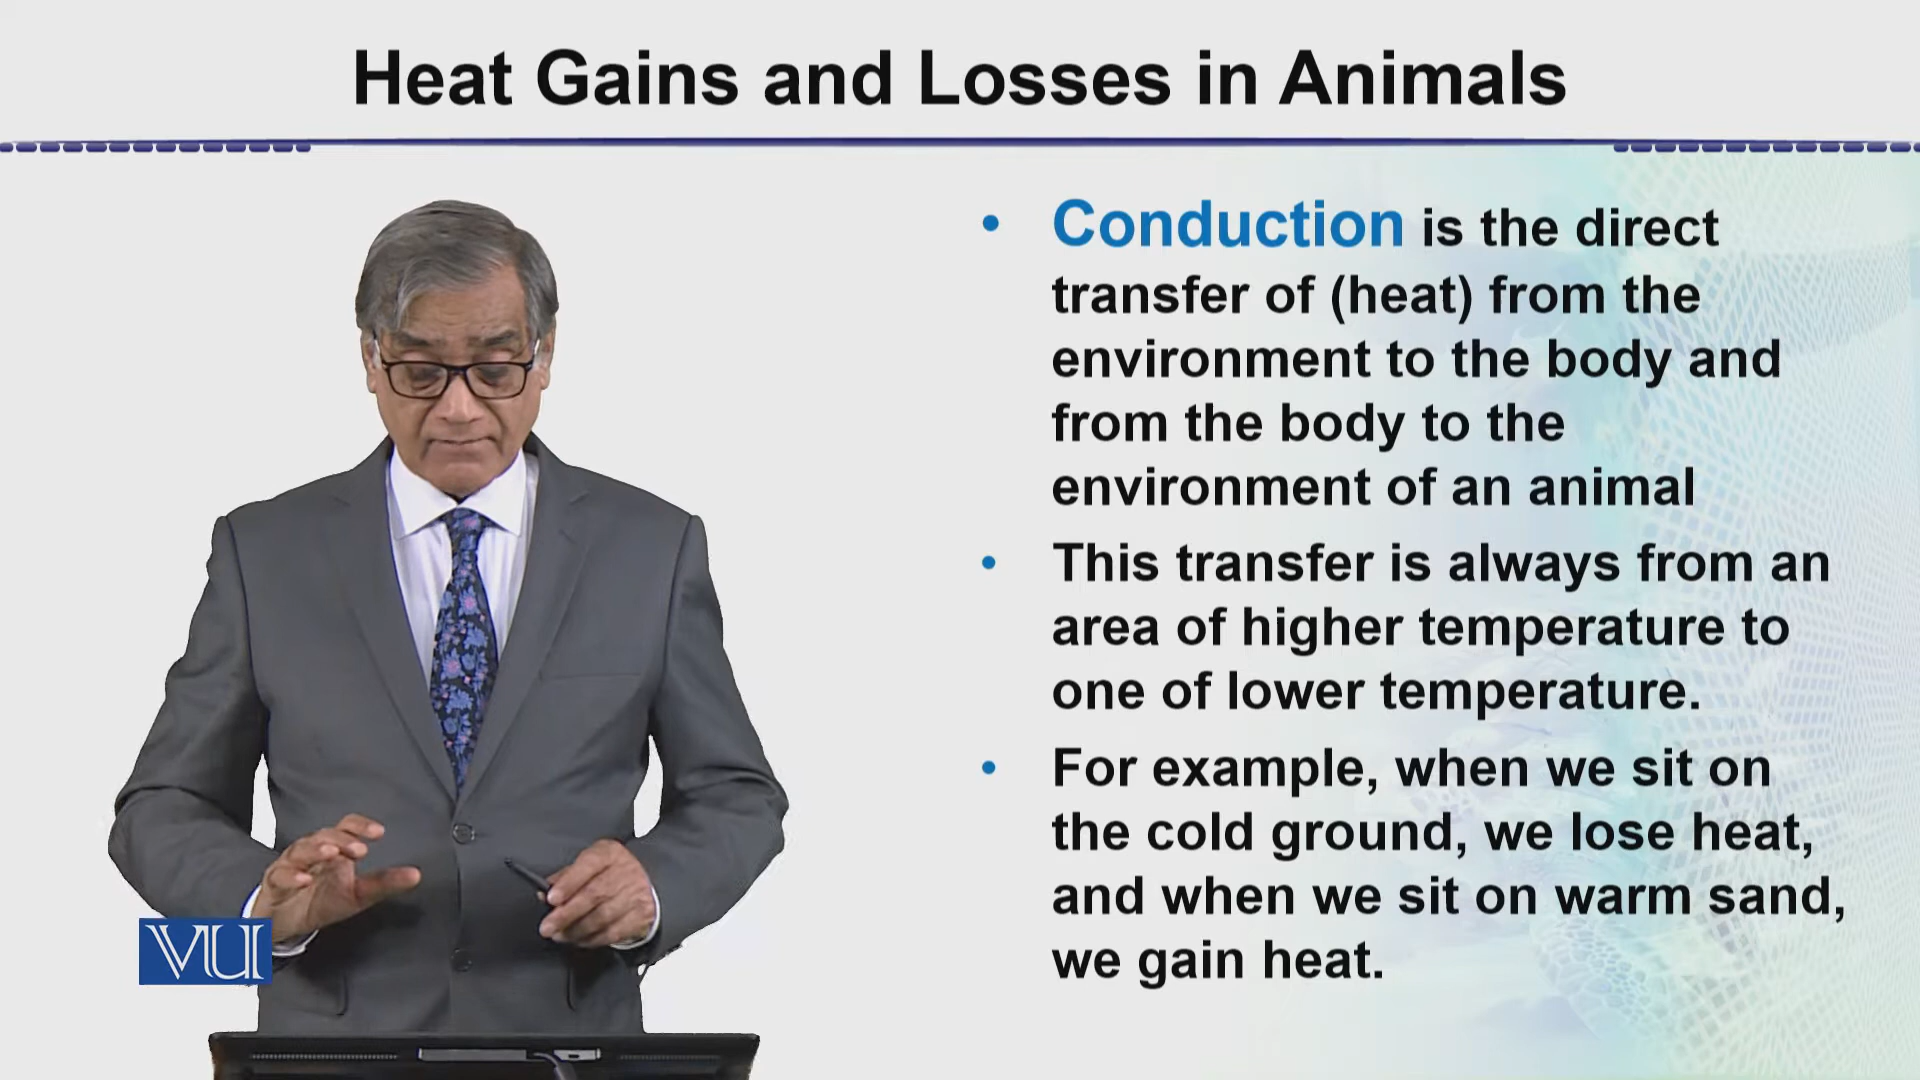 Heat Gains and Losses in Animals
• Conduction is the direct
transfer of (heat) from the
environment to the body and
from the body to the
environment of an animal
• This transfer is always from an
area of higher temperature to
one of lower temperature.
• For example, when we sit on
the cold ground, we lose heat,
and when we sit on warm sand,
we gain heat.
VU